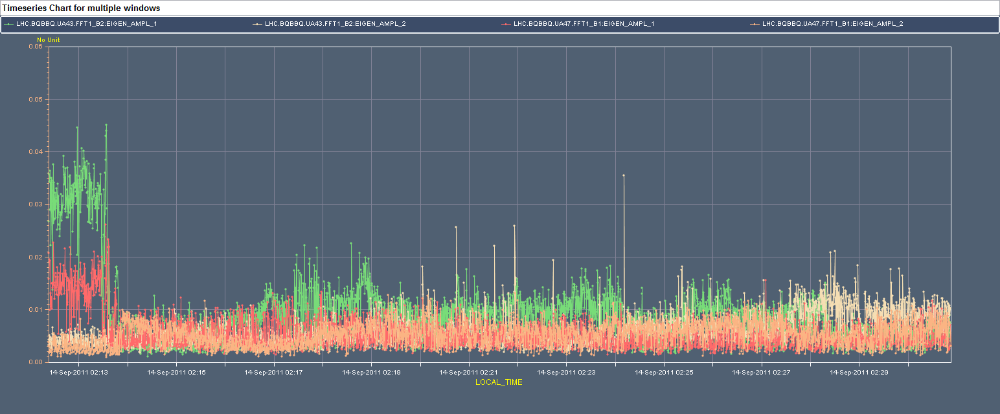 Timeseries Chart for multiple windows
LHC.BQBBQ.UA43.FFT1_B2:EIGEN_AMPL_1 LHC.BQBBQ.UA43.FFT1_B2:EIGEN_AMPL_2 LHC.BQBBQ.UA47.FFT1_B1:EIGEN_AMPL_1 LHC.BQBBQ.UA47.FFT1_B1:EIGEN_AMPL_2
No Unit
0.06
0.05
0.04
0.03
0.02
0.01
0.00
14-Sep-2011 02:13 14-Sep-2011 02:15 14-Sep-2011 02:17 14-Sep-2011 02:19 14-Sep-2011 02:21 14-Sep-2011 02:23 14-Sep-2011 02:25 14-Sep-2011 02:27 14-Sep-2011 02:29
LOCAL_TIME